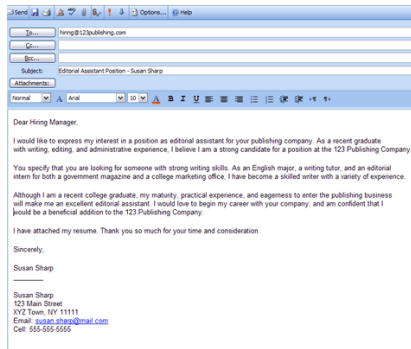 Send Options... Help
To... hiring@123publishing.com
Cc...
Bcc...
Subject: Editorial Assistant Position - Susan Sharp
Attachments:
Normal A Arial 10 A B I U
Dear Hiring Manager,
I would like to express my interest in a position as editorial assistant for your publishing company. As a recent graduate
with writing, editing, and administrative experience, I believe I am a strong candidate for a position at the 123 Publishing Company
You specify that you are looking for someone with strong writing skills. As an English major, a writing tutor, and an editorial
intern for both a government magazine and a college marketing office, I have become a skilled writer with a variety of experience.
Although I am a recent college graduate, my maturity, practical experience, and eagerness to enter the publishing business
will make me an excellent editorial assistant. I would love to begin my career with your company, and am confident that I
would be a beneficial addition to the 123 Publishing Company.
I have attached my resume. Thank you so much for your time and consideration.
Sincerely,
Susan Sharp
Susan Sharp
123 Main Street
XYZ Town, NY 11111
Email: susan.sharp@mail.com
Cell: 555-555-5555